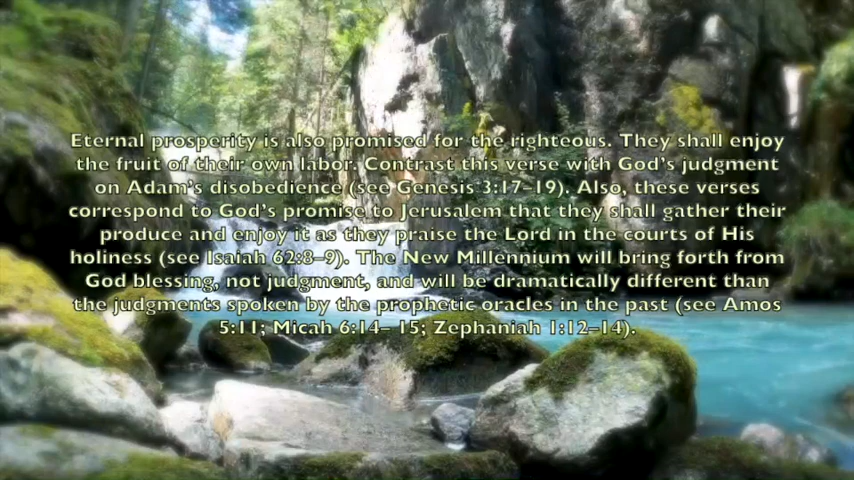 Eternal prosperity is also promised for the righteous. They shall enjoy
the fruit of their own labor. Contrast this verse with God's judgment
on Adam's disobedience (see Genesis 3:17–19). Also, these verses
correspond to God's promise to Jerusalem that they shall gather their
produce and enjoy it as they praise the Lord in the courts of His
holiness (see Isaiah 62:8–9). The New Millennium will bring forth from
God blessing, not judgment, and will be dramatically different than
the judgments spoken by the prophetic oracles in the past (see Amos
5:11; Micah 6:14– 15; Zephaniah 1:12–14).